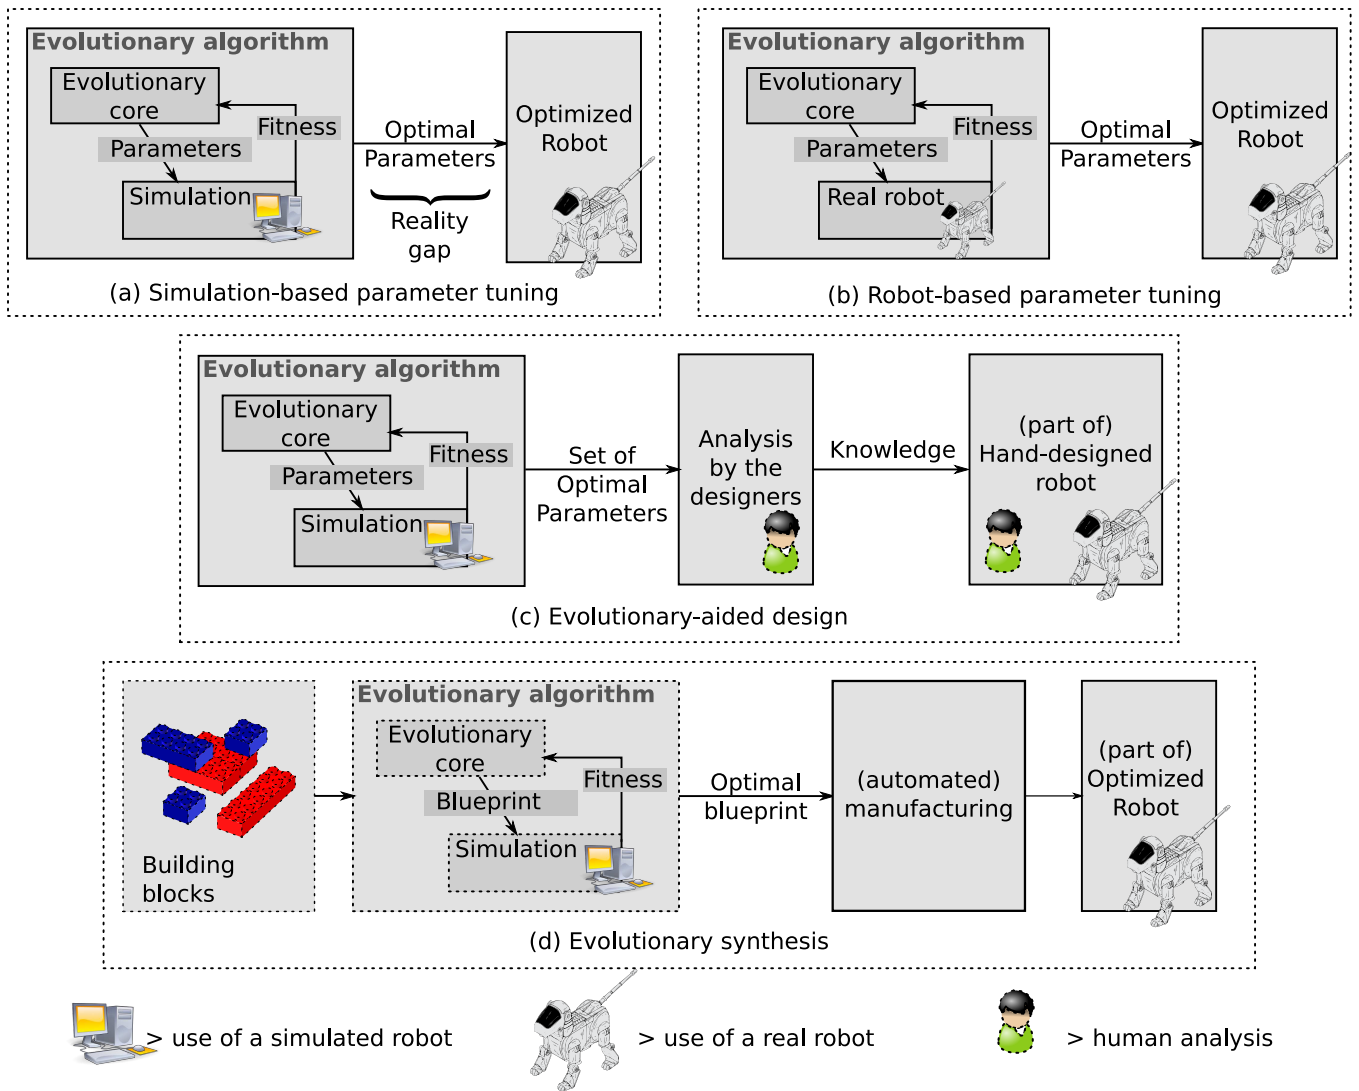 Evolutionary algorithm
Evolutionary
core
Fitness
Parameters
Simulation
Optimal
Parameters
Reality
gap
Optimized
Robot
(a) Simulation-based parameter tuning
Evolutionary algorithm
Evolutionary
core
Fitness
Parameters
Real robot
Optimal
Parameters
Optimized
Robot
(b) Robot-based parameter tuning
Evolutionary algorithm
Evolutionary
core
Fitness
Parameters
Simulation
Set of
Optimal
Parameters
Analysis
by the
designers
Knowledge
(part of)
Hand-designed
robot
(c) Evolutionary-aided design
Building
blocks
Evolutionary algorithm
Evolutionary
core
Fitness
Blueprint
Simulation
Optimal
blueprint
(automated)
manufacturing
(part of)
Optimized
Robot
(d) Evolutionary synthesis
> use of a simulated robot
> use of a real robot
> human analysis